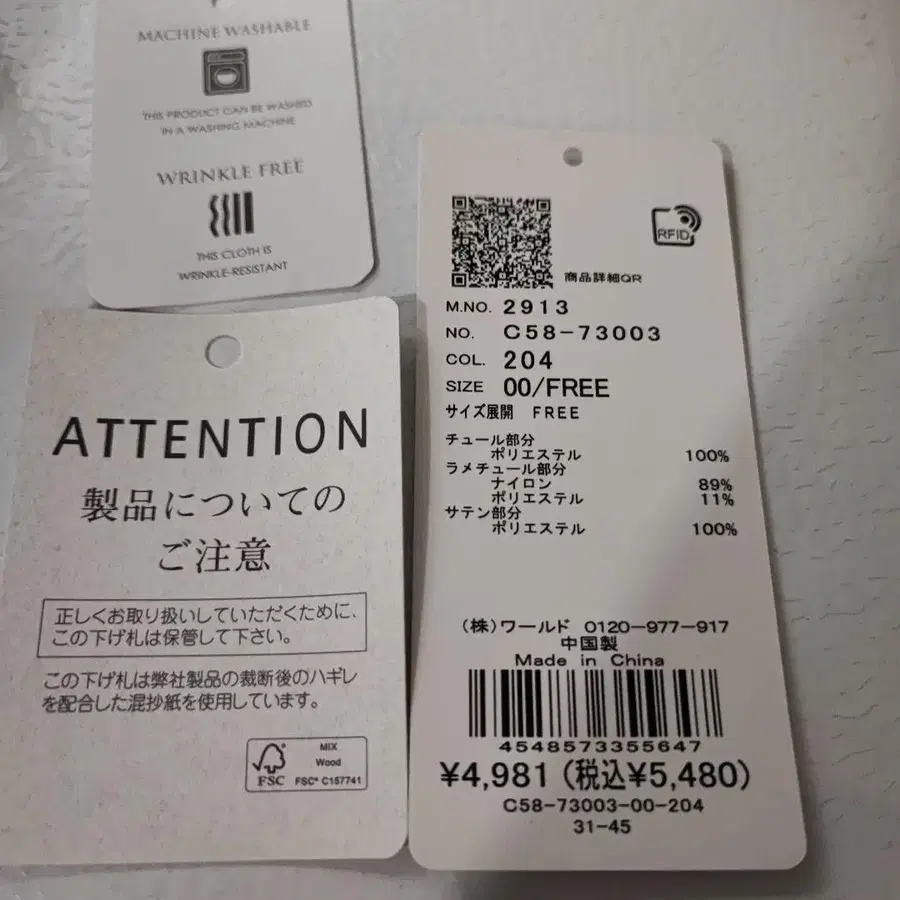 MACHINE WASHABLE
THIS PRODUCT CAN BE WASHED
IN A WASHING MACHINE
WRINKLE FREE
THIS CLOTH IS
WRINKLE-RESISTANT
ATTENTION
製品についての
ご注意
正しくお取り扱いしていただくために、
この下げ札は保管して下さい。
この下げ札は弊社製品の裁断後のハギレ
を配合した混抄紙を使用しています。
FSC
MIX
Wood
FSC® C157741
RFID
商品詳細QR
M.NO. 2913
NO. C58-73003
COL. 204
SIZE 00/FREE
サイズ展開 FREE
チュール部分
ポリエステル 100%
ラメチュール部分
ナイロン 89%
ポリエステル 11%
サテン部分
ポリエステル 100%
(株)ワールド 0120-977-917
中国製
Made in China
4548573355647
¥4,981(税込¥5,480)
C58-73003-00-204
31-45